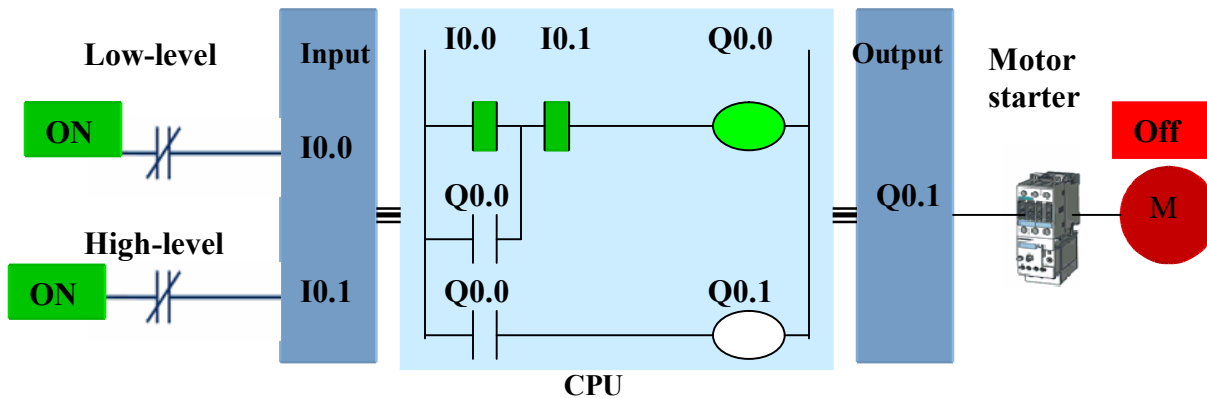 Low-level
ON
High-level
ON
Input
I0.0
I0.1
I0.0 I0.1 Q0.0
Q0.0
Q0.0 Q0.1
CPU
Output
Q0.1
Motor
starter
Off
M